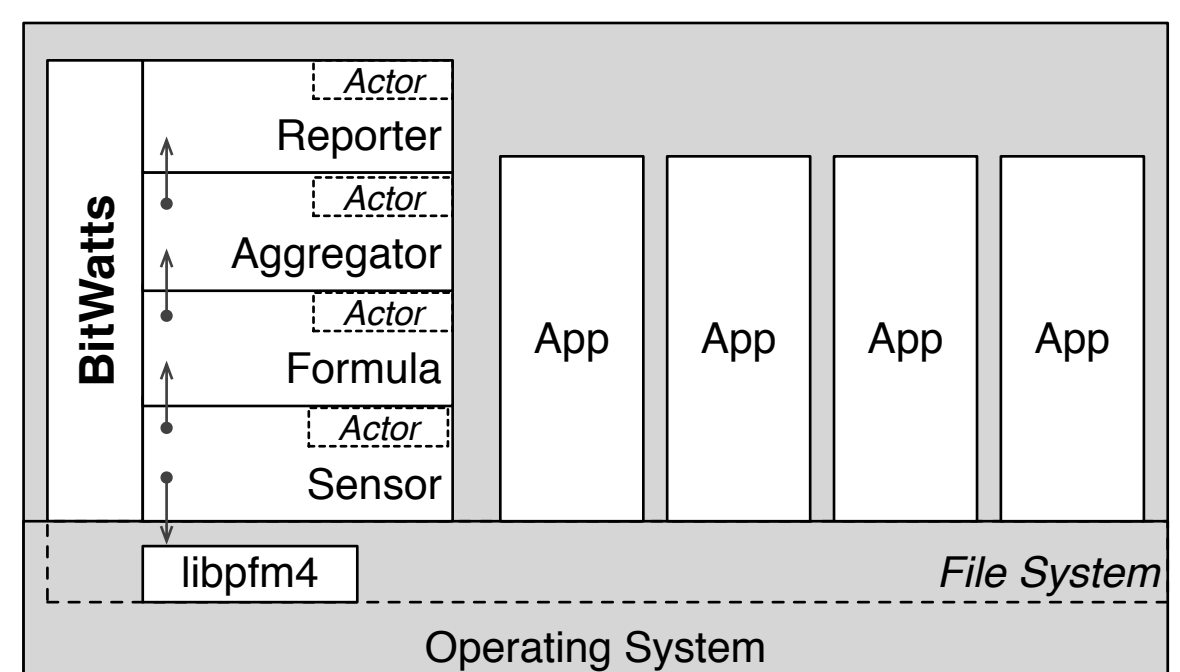 BitWatts
Actor
Reporter
Actor
Aggregator
Actor
Formula
Actor
Sensor
App
App
App
App
libpfm4
File System
Operating System